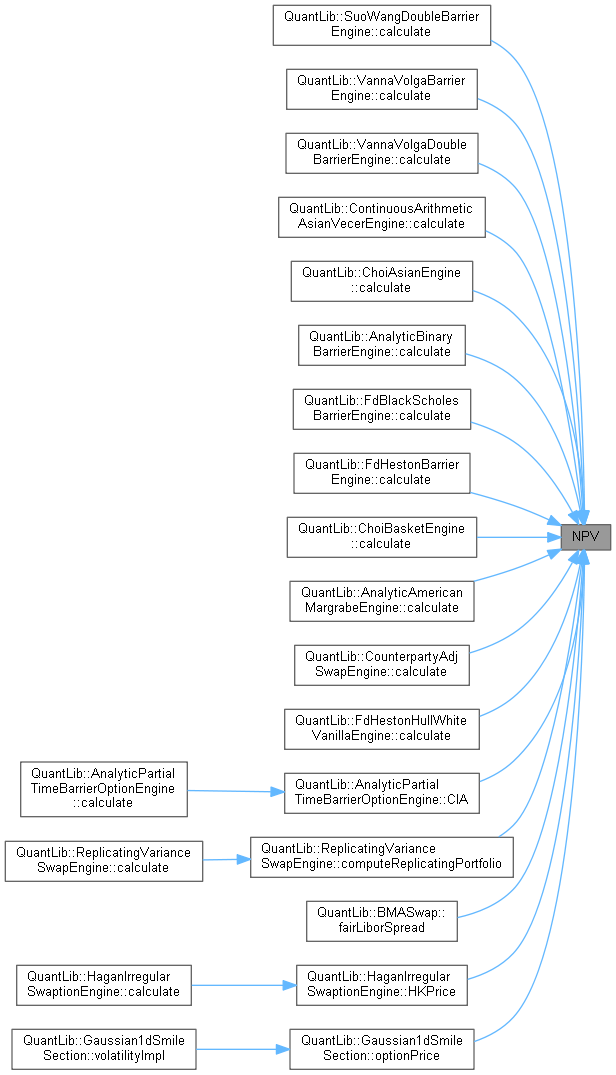 QuantLib::SuoWangDoubleBarrier
Engine::calculate
QuantLib::VannaVolgaBarrier
Engine::calculate
QuantLib::VannaVolgaDouble
BarrierEngine::calculate
QuantLib::ContinuousArithmetic
AsianVecerEngine::calculate
QuantLib::ChoiAsianEngine
::calculate
QuantLib::AnalyticBinary
BarrierEngine::calculate
QuantLib::FdBlackScholes
BarrierEngine::calculate
QuantLib::FdHestonBarrier
Engine::calculate
NPV
QuantLib::ChoiBasketEngine
::calculate
QuantLib::AnalyticAmerican
MargrabeEngine::calculate
QuantLib::CounterpartyAdj
SwapEngine::calculate
QuantLib::FdHestonHullWhite
VanillaEngine::calculate
QuantLib::AnalyticPartial
TimeBarrierOptionEngine
::calculate
QuantLib::AnalyticPartial
TimeBarrierOptionEngine::CIA
QuantLib::ReplicatingVariance
SwapEngine::calculate
QuantLib::ReplicatingVariance
SwapEngine::computeReplicatingPortfolio
QuantLib::BMASwap::
fairLiborSpread
QuantLib::HaganIrregular
SwaptionEngine::calculate
QuantLib::HaganIrregular
SwaptionEngine::HKPrice
QuantLib::Gaussian1dSmile
Section::volatilityImpl
QuantLib::Gaussian1dSmile
Section::optionPrice